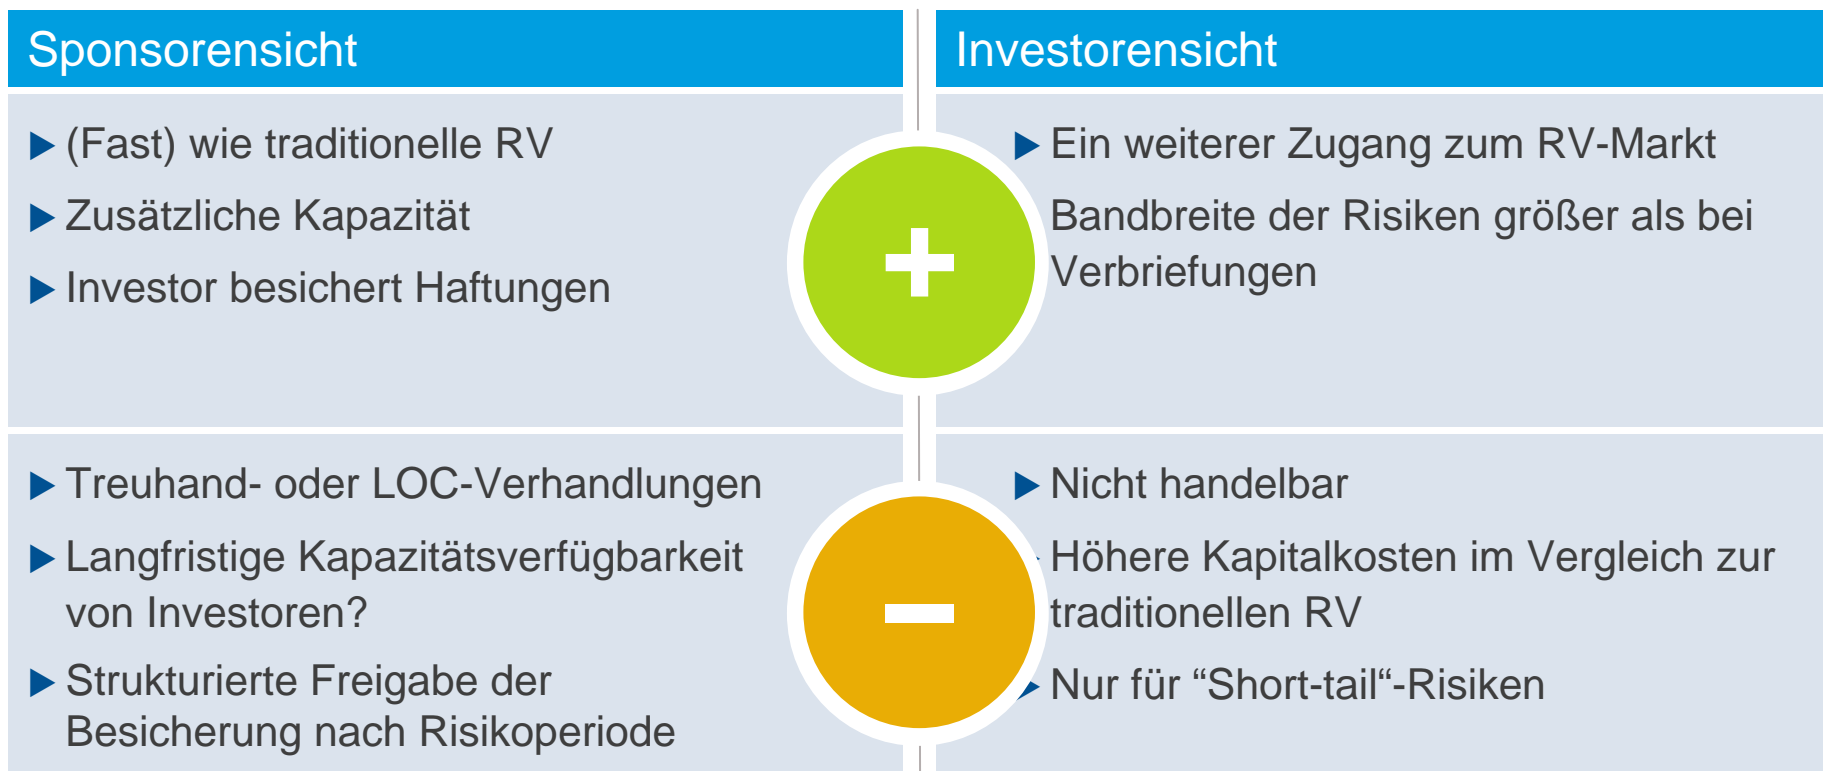 Sponsorensicht
(Fast) wie traditionelle RV
Zusätzliche Kapazität
Investor besichert Haftungen
Investorensicht
Ein weiterer Zugang zum RV-Markt
Bandbreite der Risiken größer als bei
Verbriefungen
+
Treuhand- oder LOC-Verhandlungen
Langfristige Kapazitätsverfügbarkeit
von Investoren?
Strukturierte Freigabe der
Besicherung nach Risikoperiode
Nicht handelbar
Höhere Kapitalkosten im Vergleich zur
traditionellen RV
Nur für “Short-tail“-Risiken
−